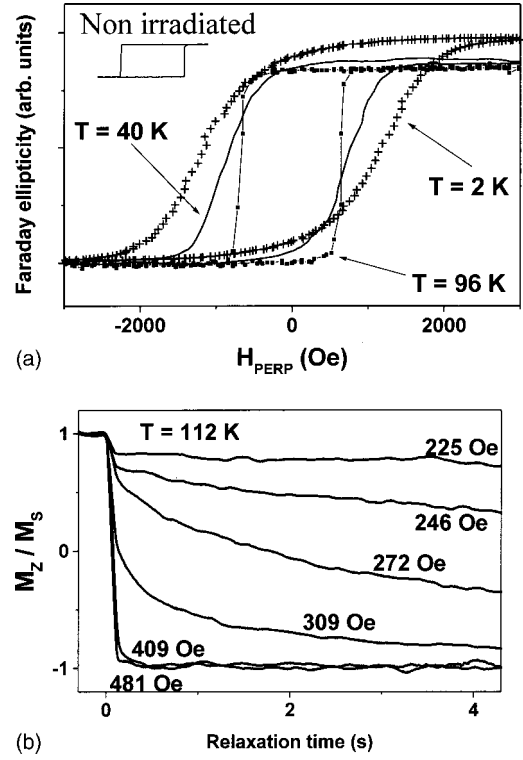 Non irradiated
Faraday ellipticity (arb. units)
T = 40 K
T = 2 K
T = 96 K
-2000 0 2000
(a) H_PERP (Oe)
T = 112 K
225 Oe
246 Oe
272 Oe
309 Oe
409 Oe
481 Oe
M_Z / M_S
1
0
-1
0 2 4
(b) Relaxation time (s)